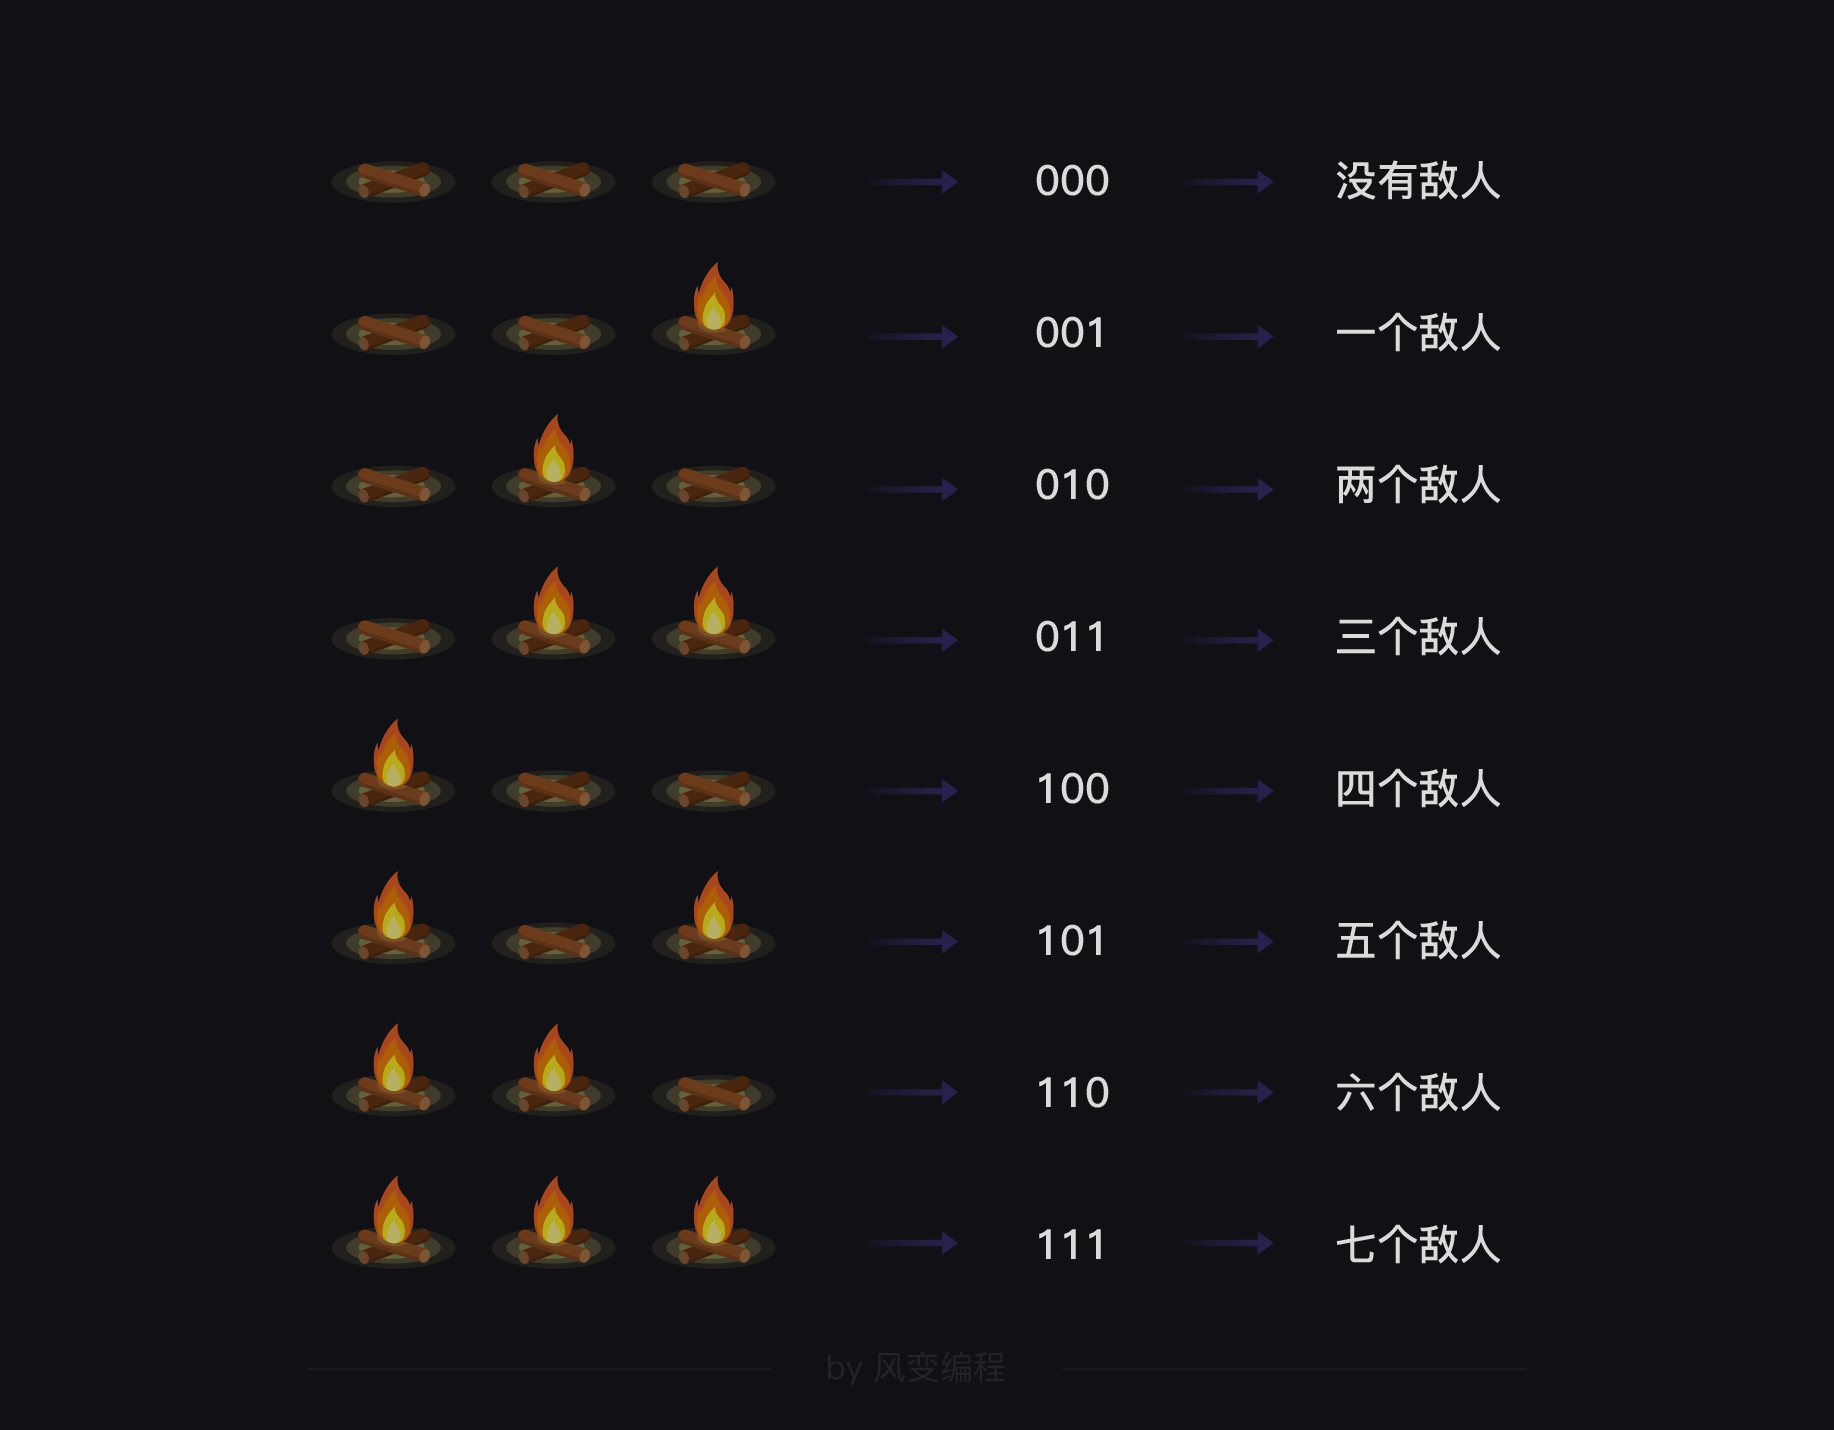 000 没有敌人
001 一个敌人
010 两个敌人
011 三个敌人
100 四个敌人
101 五个敌人
110 六个敌人
111 七个敌人
by 风变编程